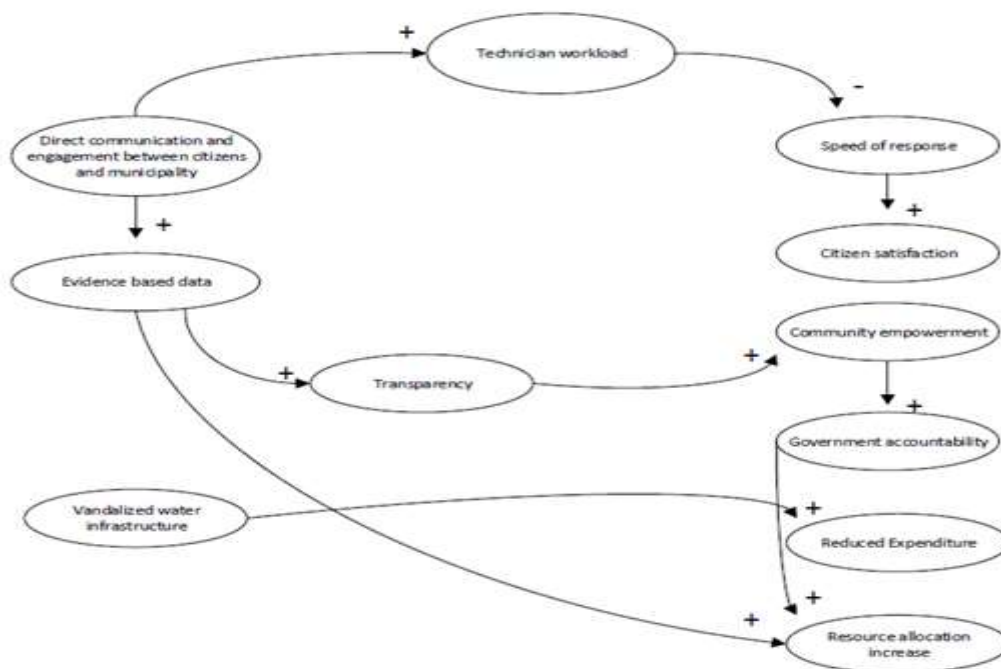 +
Technician workload
-
Direct communication and
engagement between citizens
and municipality
Speed of response
+
+
Evidence based data
Citizen satisfaction
Community empowerment
+
+
Transparency
+
Government accountability
Vandalized water
infrastructure
+
Reduced Expenditure
+
+
Resource allocation
increase